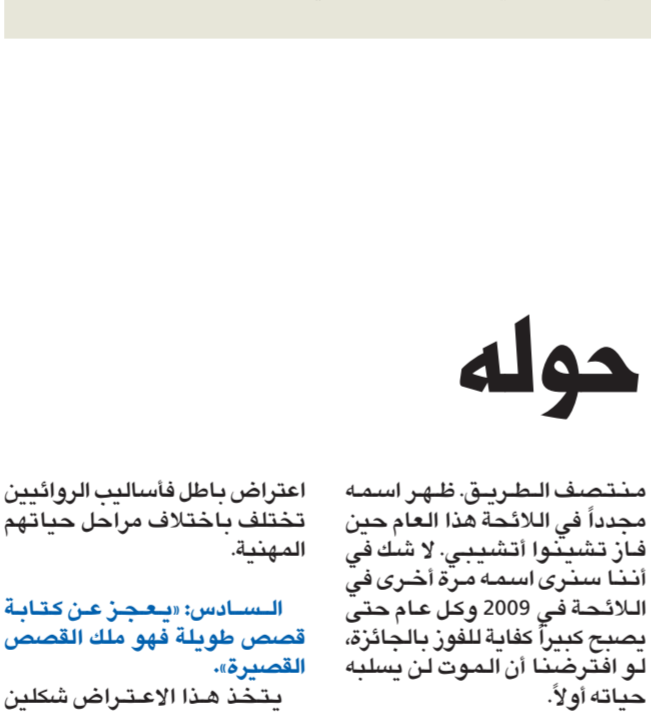 حوله
منتصف الطريق. ظهر اسمه
مجدداً في اللائحة هذا العام حين
فاز تشينوا أتشيبي. لا شك في
أننا سنرى اسمه مرة أخرى في
اللائحة في 2009 وكل عام حتى
يصبح كبيراً كفاية للفوز بالجائزة،
لو افترضنا أن الموت لن يسلبه
حياته أولاً.
اعتراض باطل فأساليب الروائيين
تختلف باختلاف مراحل حياتهم
المهنية.
السادس: «يعجز عن كتابة
قصص طويلة فهو ملك القصص
القصيرة».
يتخذ هذا الاعتراض شكلين